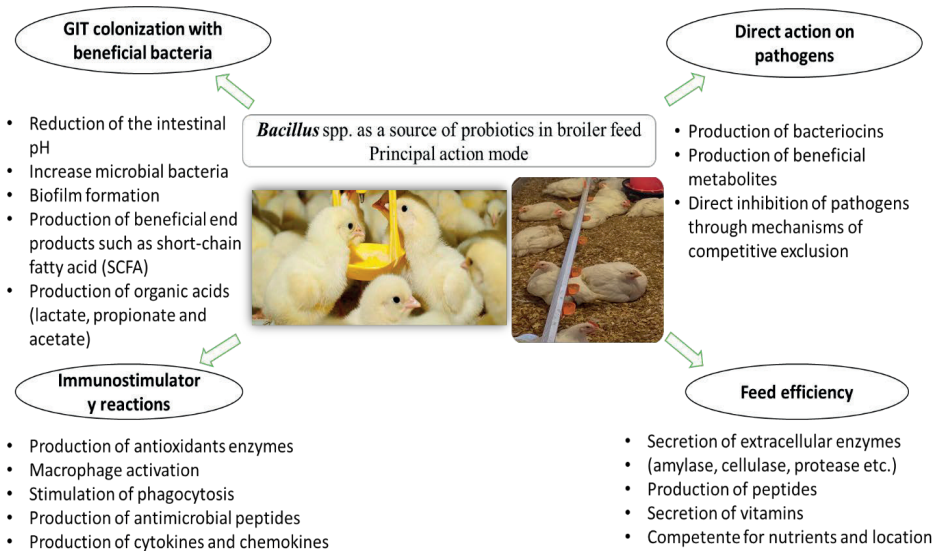 GIT colonization with
beneficial bacteria
Direct action on
pathogens
Bacillus spp. as a source of probiotics in broiler feed
Principal action mode
• Reduction of the intestinal
pH
• Increase microbial bacteria
• Biofilm formation
• Production of beneficial end
products such as short-chain
fatty acid (SCFA)
• Production of organic acids
(lactate, propionate and
acetate)
• Production of bacteriocins
• Production of beneficial
metabolites
• Direct inhibition of pathogens
through mechanisms of
competitive exclusion
Immunostimulator
y reactions
• Production of antioxidants enzymes
• Macrophage activation
• Stimulation of phagocytosis
• Production of antimicrobial peptides
• Production of cytokines and chemokines
Feed efficiency
• Secretion of extracellular enzymes
• (amylase, cellulase, protease etc.)
• Production of peptides
• Secretion of vitamins
• Competente for nutrients and location